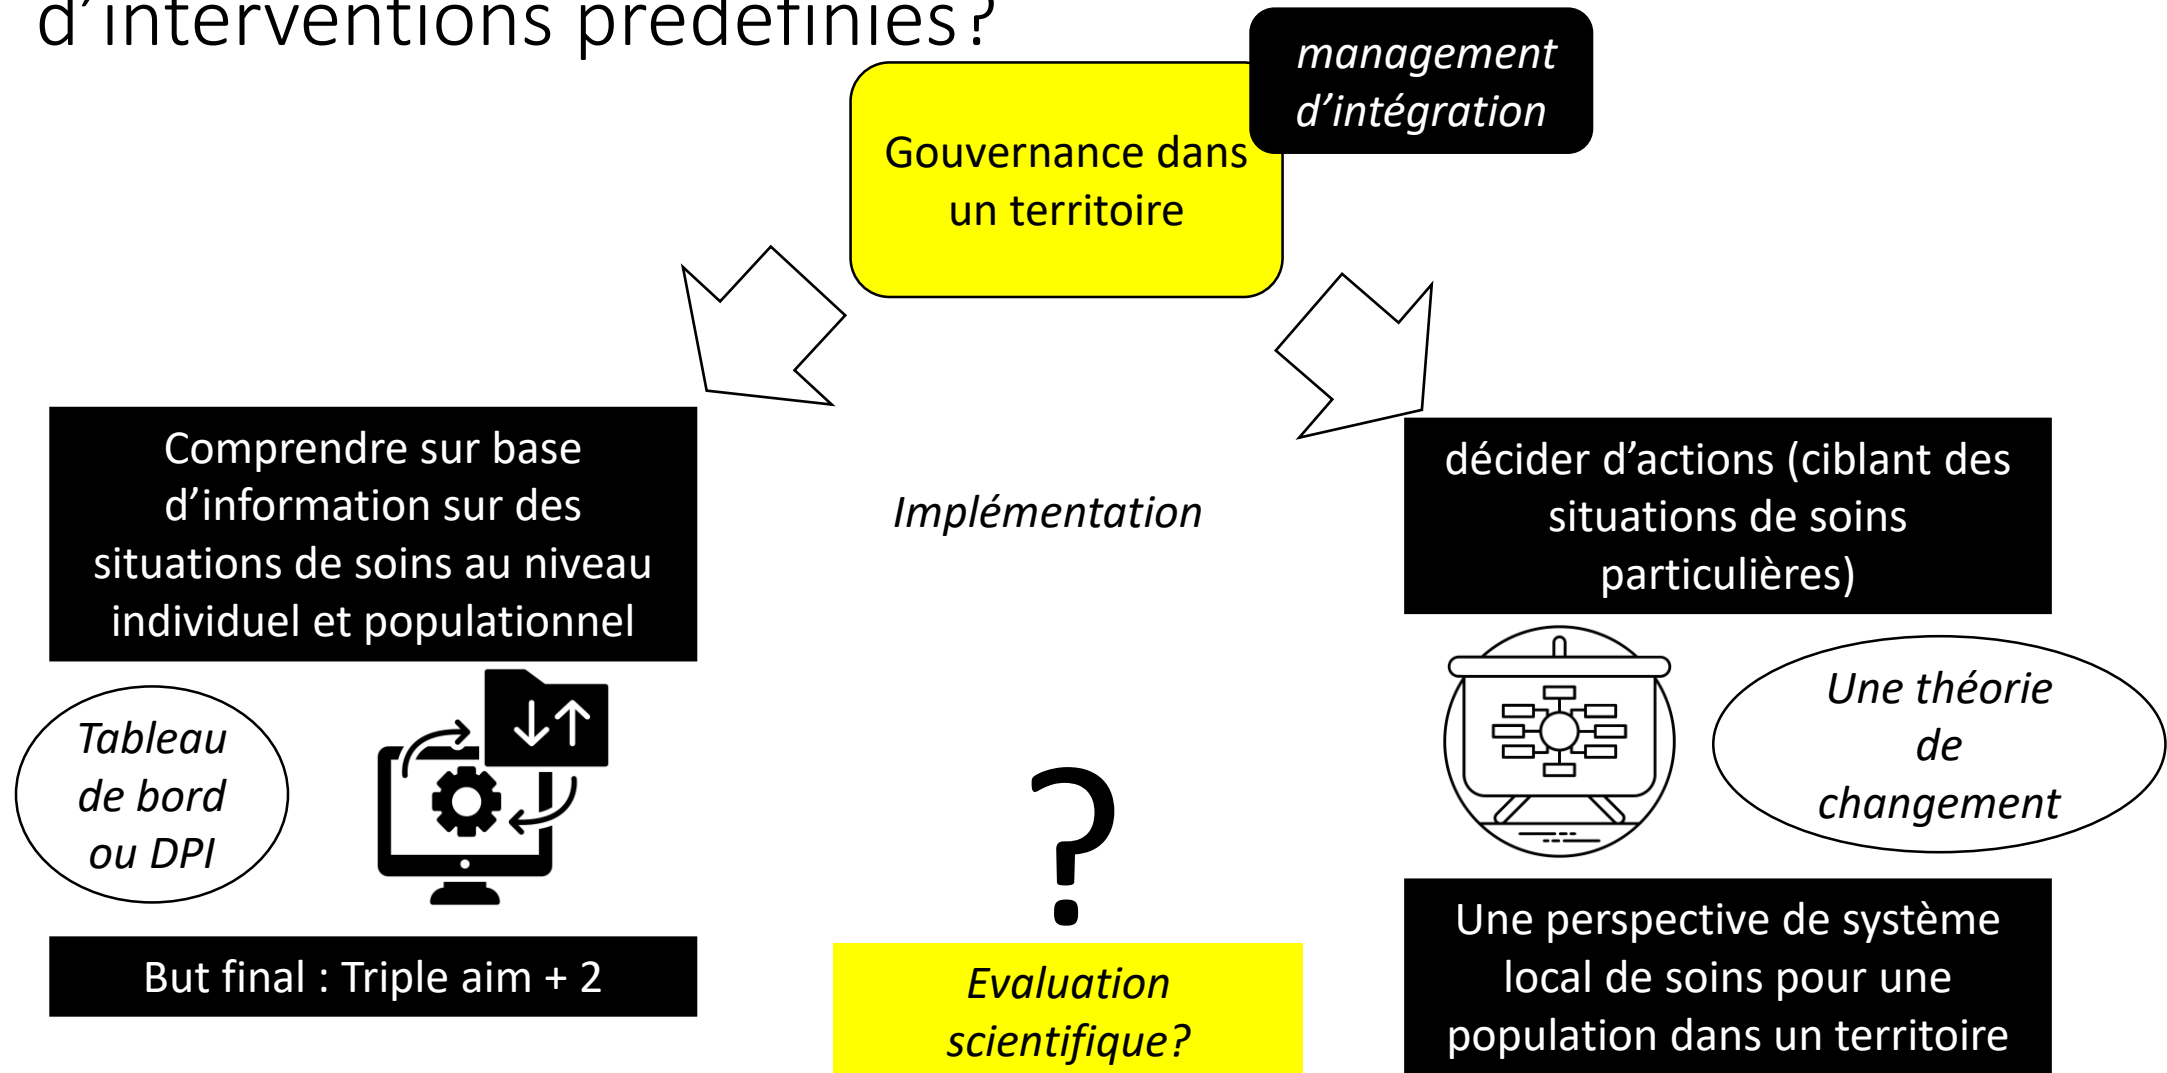 d’interventions prédéfinies?
management
d’intégration
Gouvernance dans
un territoire
Comprendre sur base
d’information sur des
situations de soins au niveau
individuel et populationnel
Implémentation
décider d’actions (ciblant des
situations de soins
particulières)
Tableau
de bord
ou DPI
Une théorie
de
changement
?
But final : Triple aim + 2
Evaluation
scientifique?
Une perspective de système
local de soins pour une
population dans un territoire